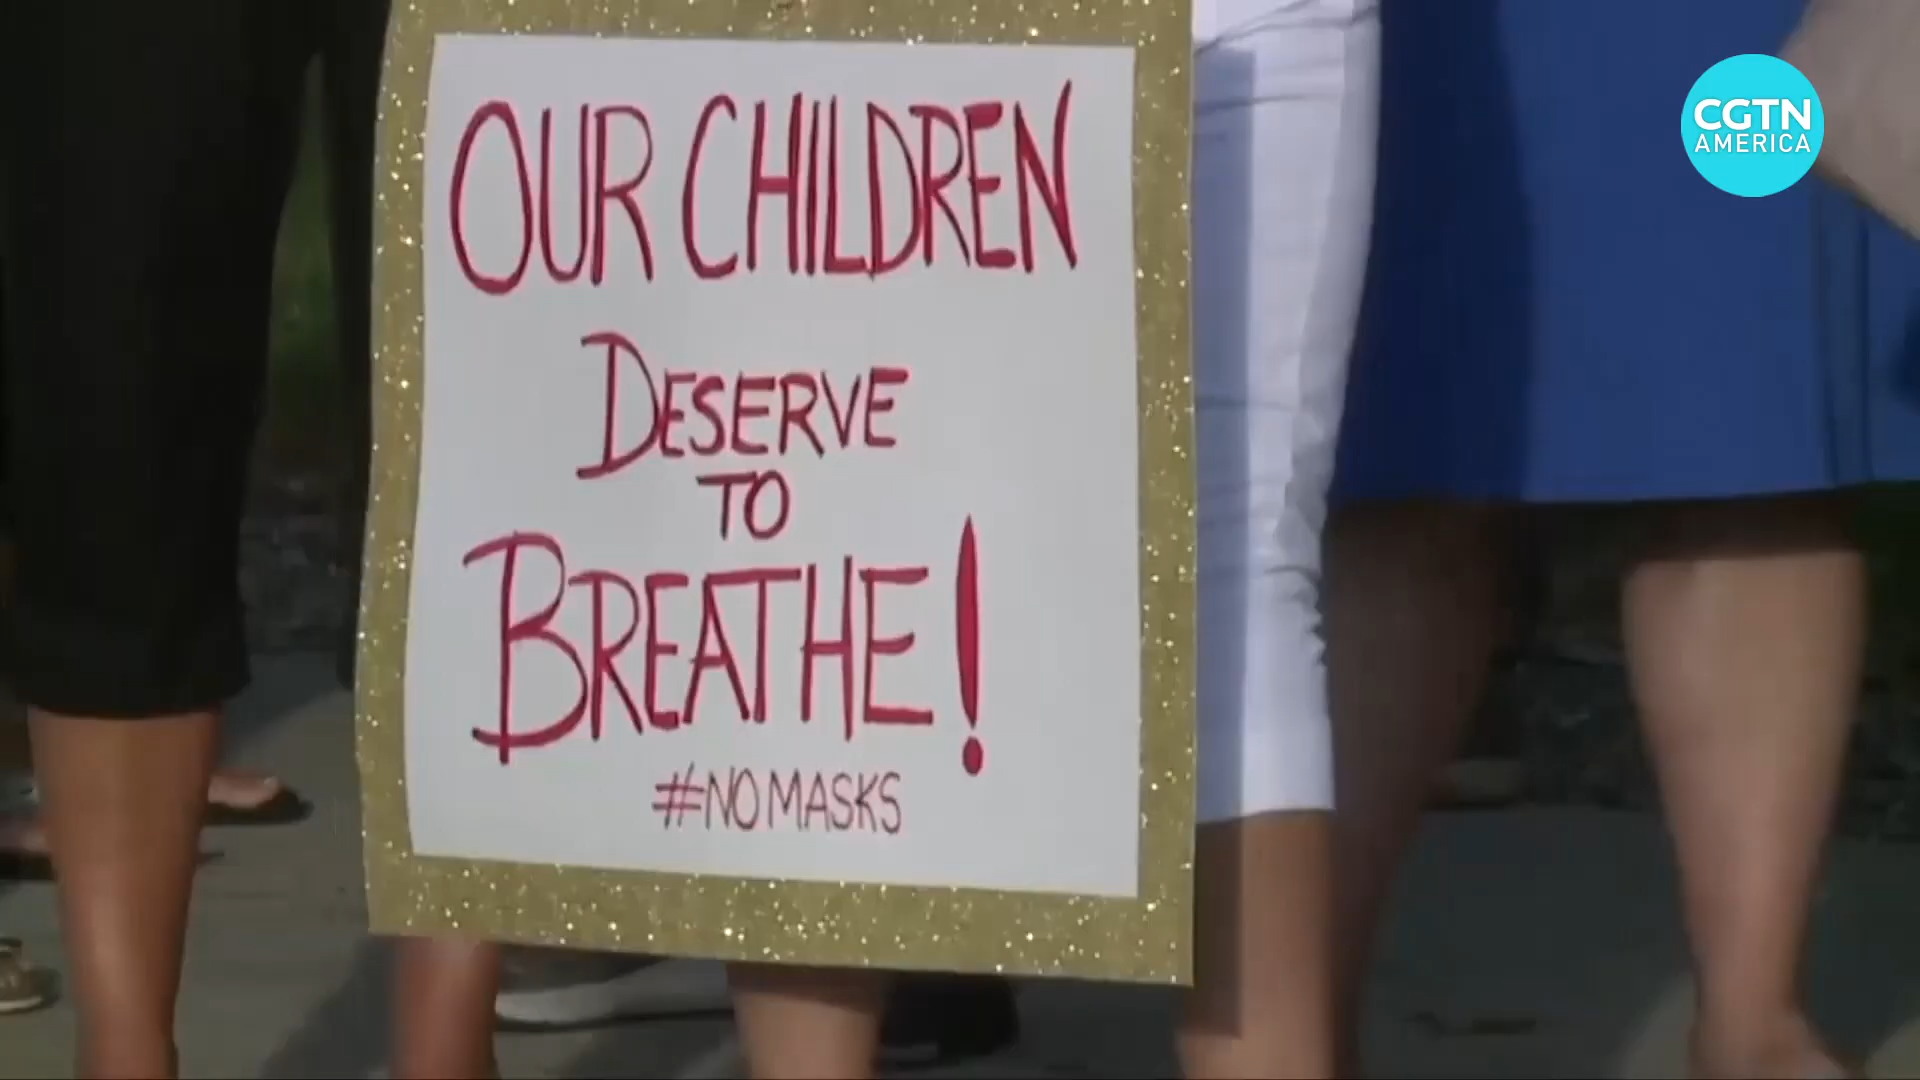 OUR CHILDREN
DESERVE
TO
BREATHE!
#NOMASKS
CGTN
AMERICA